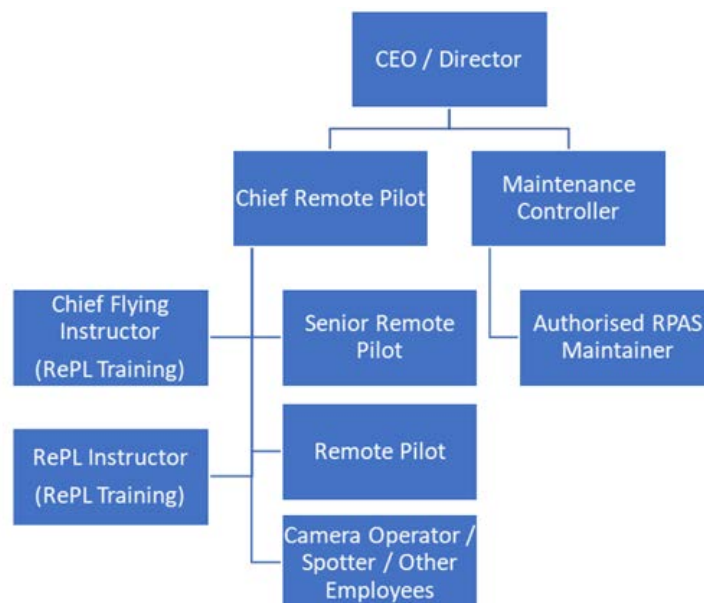 CEO / Director
Chief Remote Pilot
Maintenance
Controller
Chief Flying
Instructor
(RePL Training)
Senior Remote
Pilot
Authorised RPAS
Maintainer
RePL Instructor
(RePL Training)
Remote Pilot
Camera Operator /
Spotter / Other
Employees